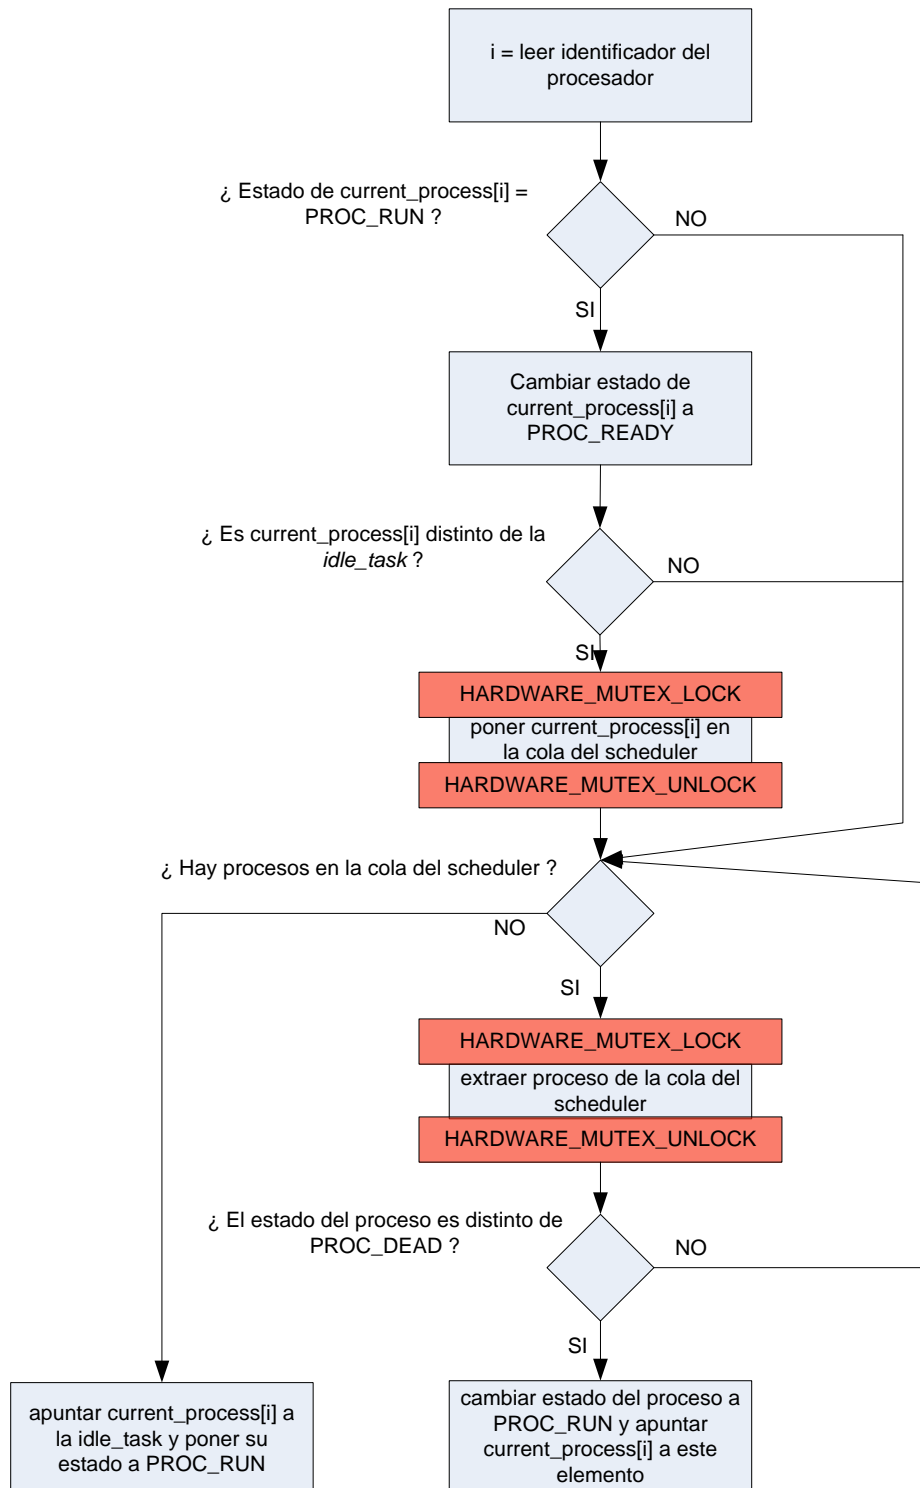 i = leer identificador del
procesador
¿ Estado de current_process[i] =
PROC_RUN ?
NO
SI
Cambiar estado de
current_process[i] a
PROC_READY
¿ Es current_process[i] distinto de la
idle_task ?
NO
SI
HARDWARE_MUTEX_LOCK
poner current_process[i] en
la cola del scheduler
HARDWARE_MUTEX_UNLOCK
¿ Hay procesos en la cola del scheduler ?
NO
SI
HARDWARE_MUTEX_LOCK
extraer proceso de la cola del
scheduler
HARDWARE_MUTEX_UNLOCK
¿ El estado del proceso es distinto de
PROC_DEAD ?
NO
SI
apuntar current_process[i] a
la idle_task y poner su
estado a PROC_RUN
cambiar estado del proceso a
PROC_RUN y apuntar
current_process[i] a este
elemento